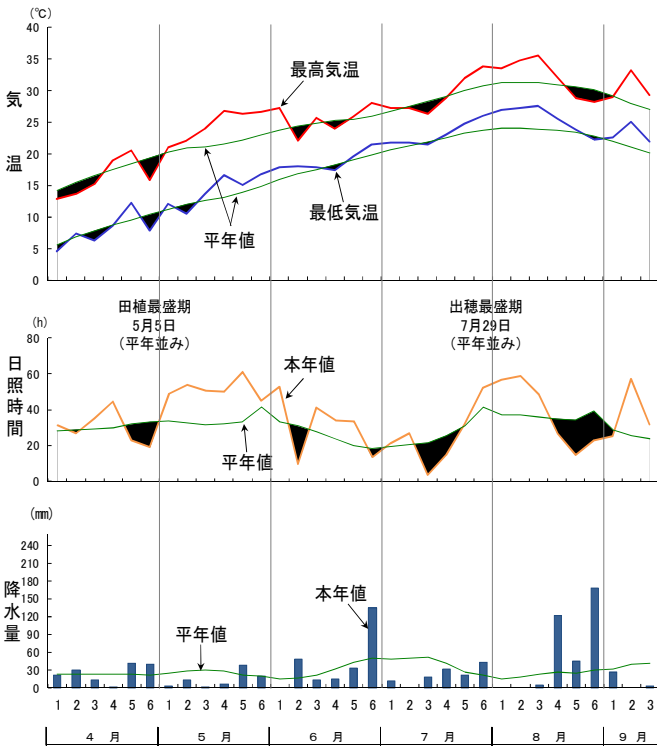 (℃)
40
35
30
25
20
15
10
5
0
気温
最高気温
最低気温
平年値
田植最盛期
5月5日
(平年並み)
出穂最盛期
7月29日
(平年並み)
(h)
80
60
40
20
0
日照時間
本年値
平年値
(mm)
240
210
180
150
120
90
60
30
0
降水量
平年値
本年値
1 2 3 4 5 6 1 2 3 4 5 6 1 2 3 4 5 6 1 2 3 4 5 6 1 2 3 4 5 6 1 2 3
4 月 5 月 6 月 7 月 8 月 9 月